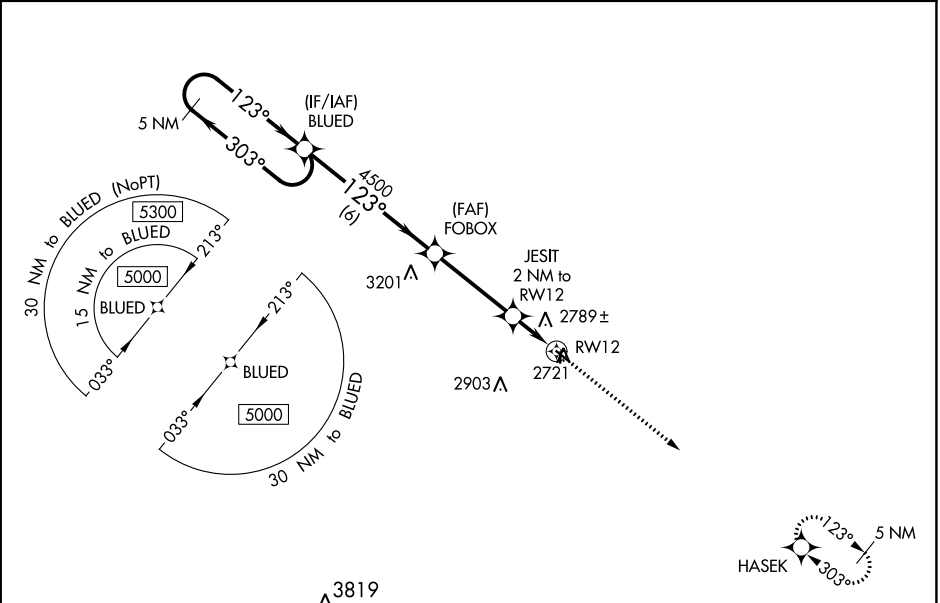 (IF/IAF)
BLUED
123°
5 NM
303°
4500
123°
(6)
(FAF)
FOBOX
30 NM to BLUED (NoPT)
5300
15 NM to BLUED
213°
5000
BLUED
033°
3201
JESIT
2 NM to
RW12
2789±
RW12
2721
2903
213°
BLUED
5000
033°
30 NM to BLUED
123°
5 NM
HASEK
303°
3819